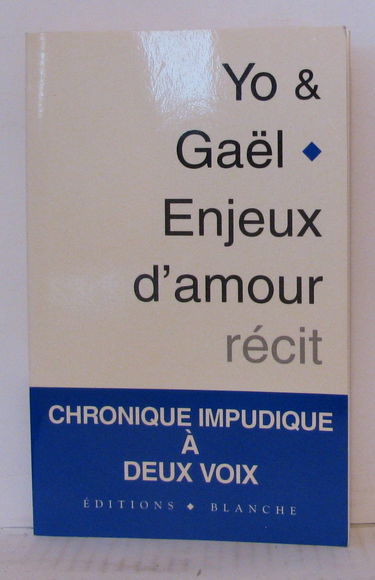 Yo &
Gaël ◆
Enjeux
d'amour
récit
CHRONIQUE IMPUDIQUE
À
DEUX VOIX
ÉDITIONS ◆ BLANCHE